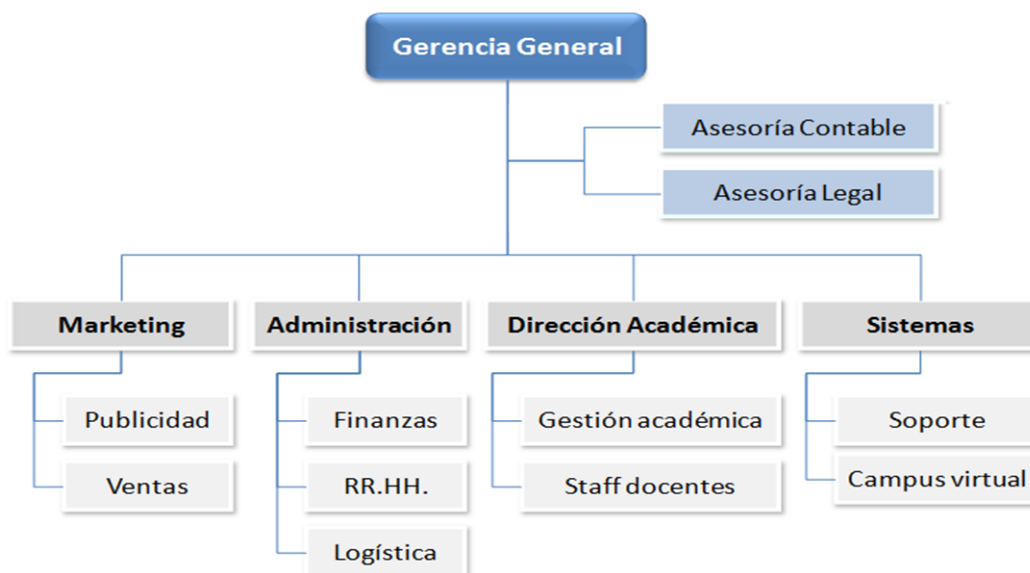 Gerencia General
Asesoría Contable
Asesoría Legal
Marketing
Administración
Dirección Académica
Sistemas
Publicidad
Finanzas
Gestión académica
Soporte
Ventas
RR.HH.
Staff docentes
Campus virtual
Logística